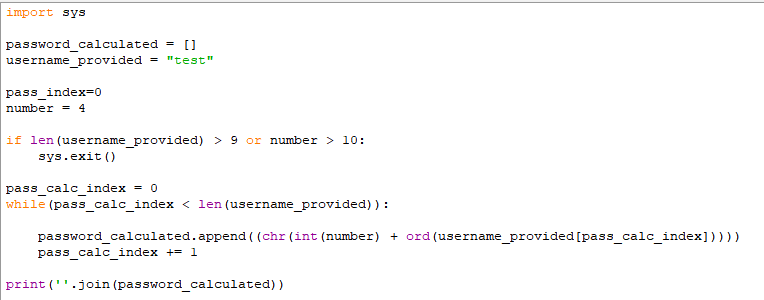 import sys

password_calculated = []
username_provided = "test"

pass_index=0
number = 4

if len(username_provided) > 9 or number > 10:
    sys.exit()

pass_calc_index = 0
while(pass_calc_index < len(username_provided)):

    password_calculated.append((chr(int(number) + ord(username_provided[pass_calc_index]))))
    pass_calc_index += 1

print(''.join(password_calculated))